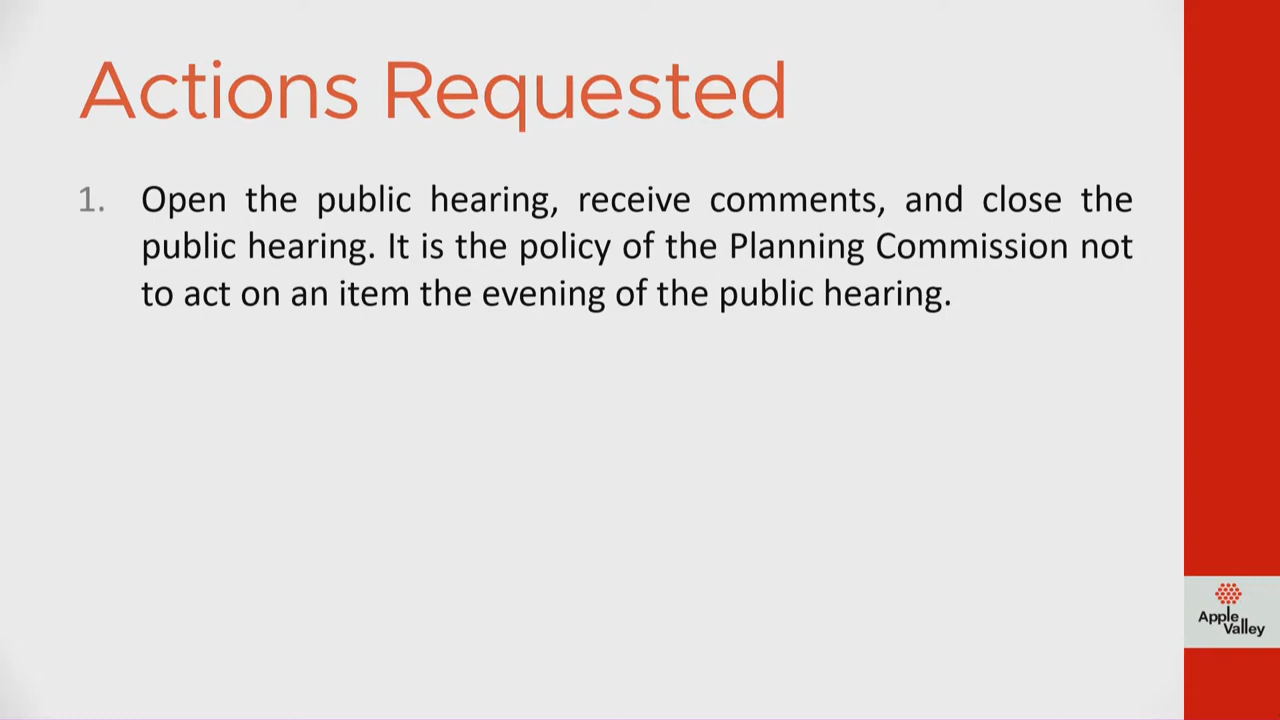 Actions Requested
1. Open the public hearing, receive comments, and close the
public hearing. It is the policy of the Planning Commission not
to act on an item the evening of the public hearing.
Apple
Valley